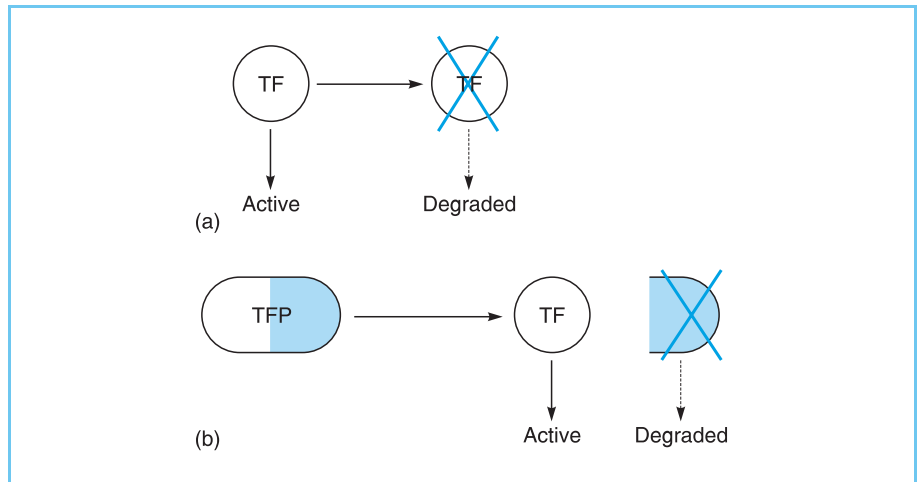 TF TF
Active Degraded
(a)
TFP TF
Active Degraded
(b)